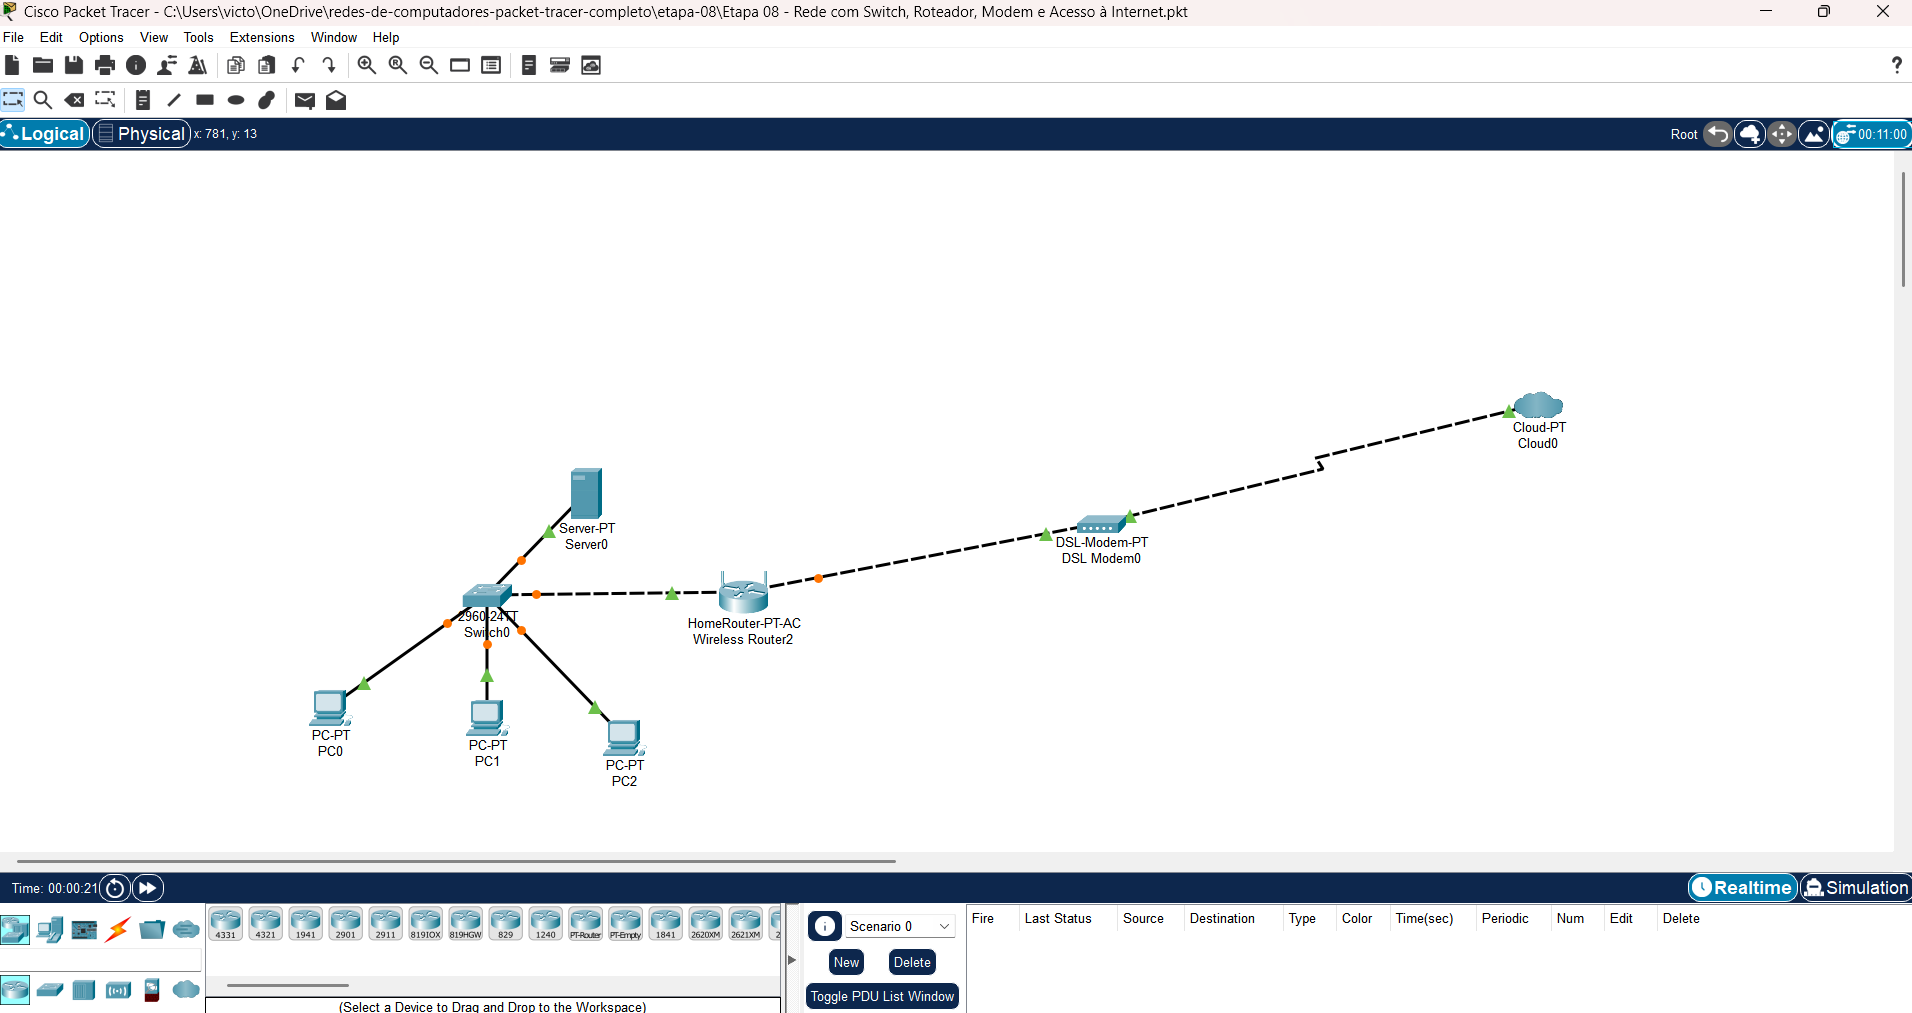 Cisco Packet Tracer - C:\Users\victo\OneDrive\redes-de-computadores-packet-tracer-completo\etapa-08\Etapa 08 - Rede com Switch, Roteador, Modem e Acesso à Internet.pkt
File Edit Options View Tools Extensions Window Help
?
Logical Physical x: 781, y: 13 Root 00:11:00
Cloud-PT
Cloud0
Server-PT
Server0
DSL-Modem-PT
DSL Modem0
2960-24TT
Switch0
HomeRouter-PT-AC
Wireless Router2
PC-PT
PC0
PC-PT
PC1
PC-PT
PC2
Time: 00:00:21 Realtime Simulation
4331 4321 1941 2901 2911 819IOX 819HGW 829 1240 PT-Router PT-Empty 1841 2620XM 2621XM
(Select a Device to Drag and Drop to the Workspace)
Scenario 0
New Delete
Toggle PDU List Window
Fire Last Status Source Destination Type Color Time(sec) Periodic Num Edit Delete